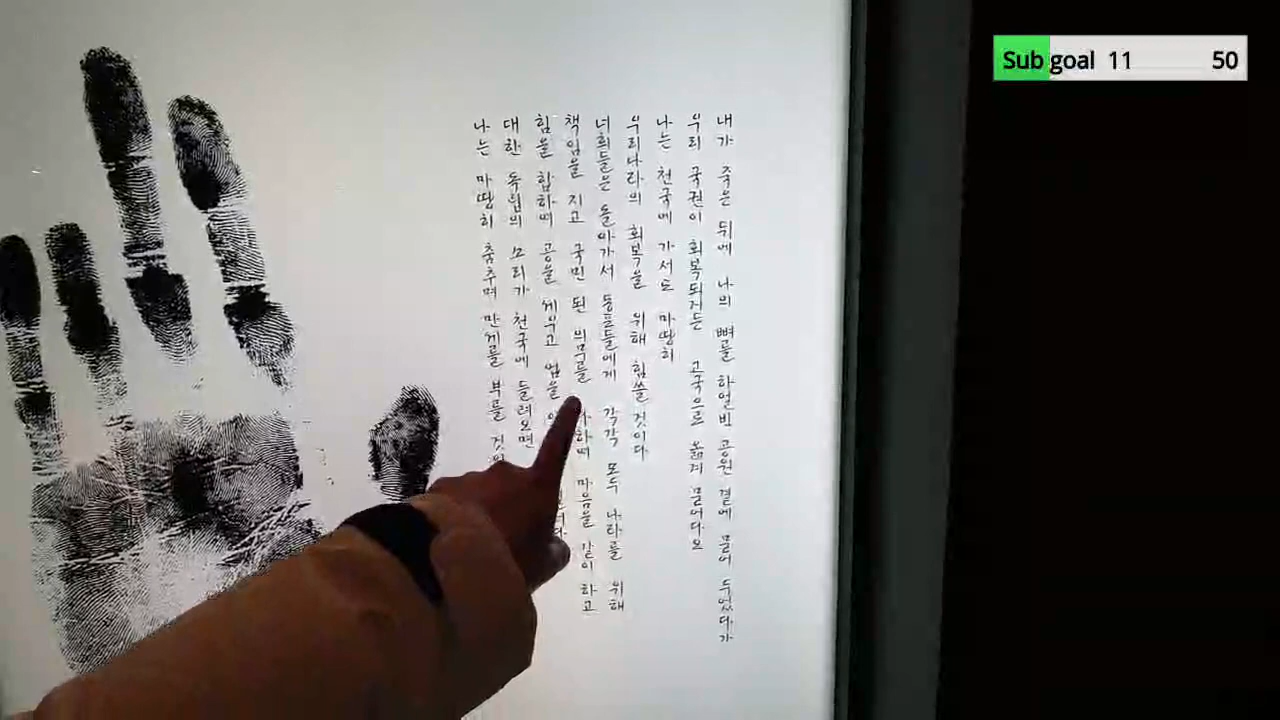 내가 죽은 뒤에 나의 뼈를 하얼빈 공원 곁에 묻어 두었다가
우리 국권이 회복되거든 고국으로 옮겨 묻어다오
나는 천국에 가서도 마땅히
우리나라의 회복을 위해 힘쓸 것이다
너희들은 돌아가서 동포들에게 각각 모두 나라를 위해
책임을 지고 국민 된 의무를 하며 마음을 같이 하고
힘을 합하여 공을 세우고 업을
대한 독립의 소리가 천국에 들려오면
나는 마땅히 춤추며 만세를 부를
Sub goal 11 50